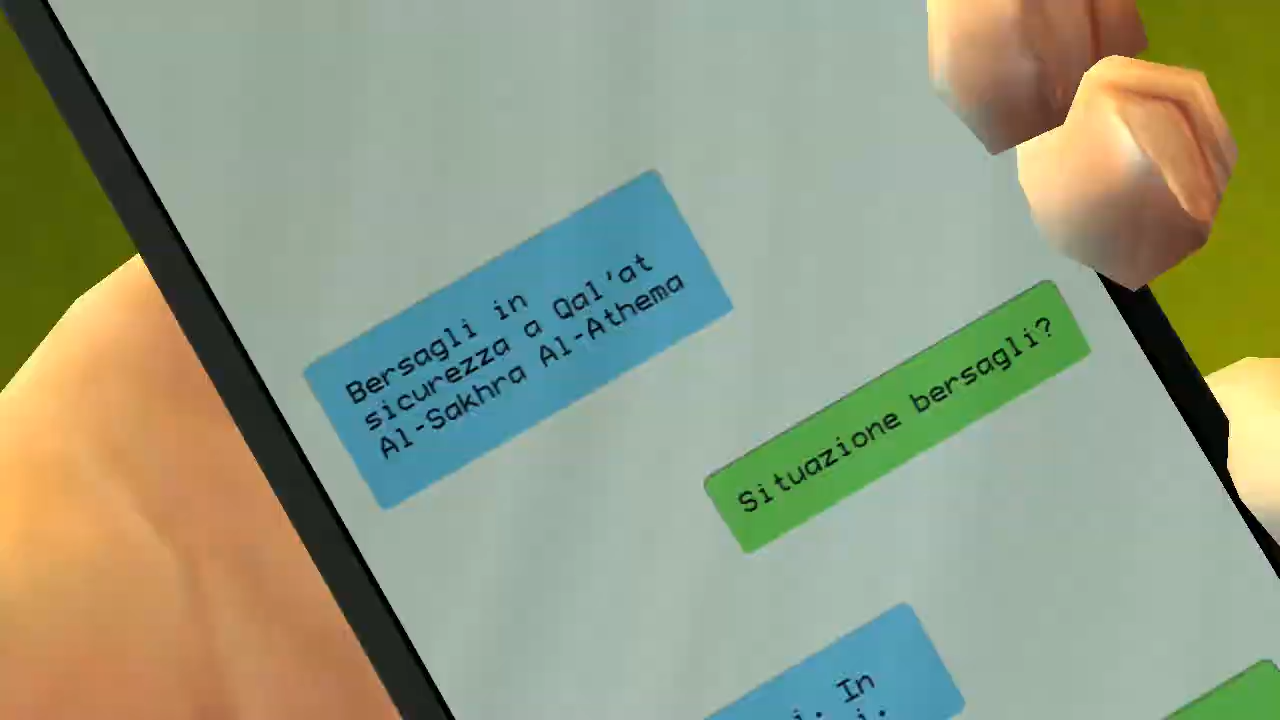 Bersagli in
sicurezza a Qal'at
Al-Sakhra Al-Athema
Situazione bersagli?
In